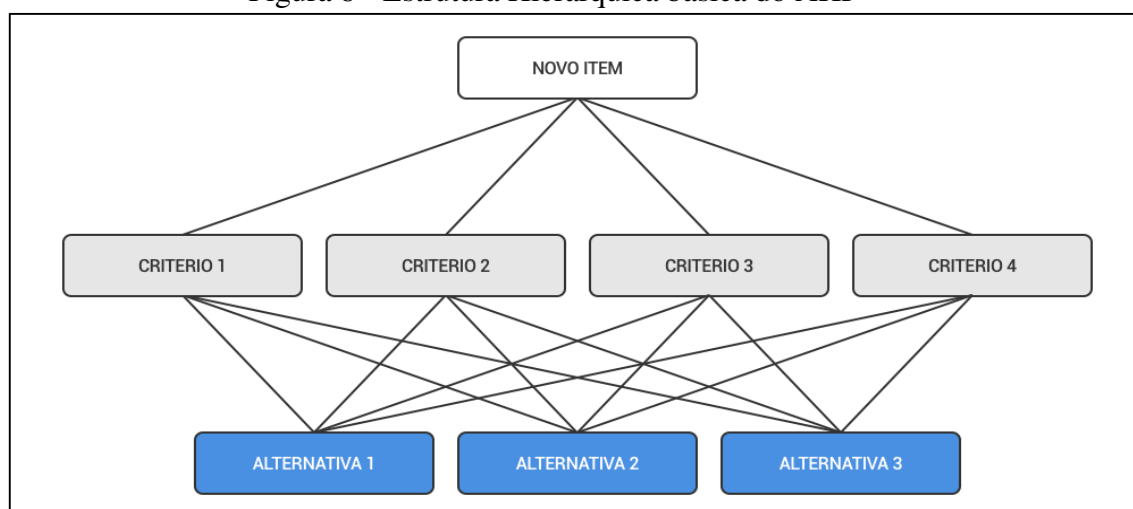 NOVO ITEM
CRITERIO 1
CRITERIO 2
CRITERIO 3
CRITERIO 4
ALTERNATIVA 1
ALTERNATIVA 2
ALTERNATIVA 3